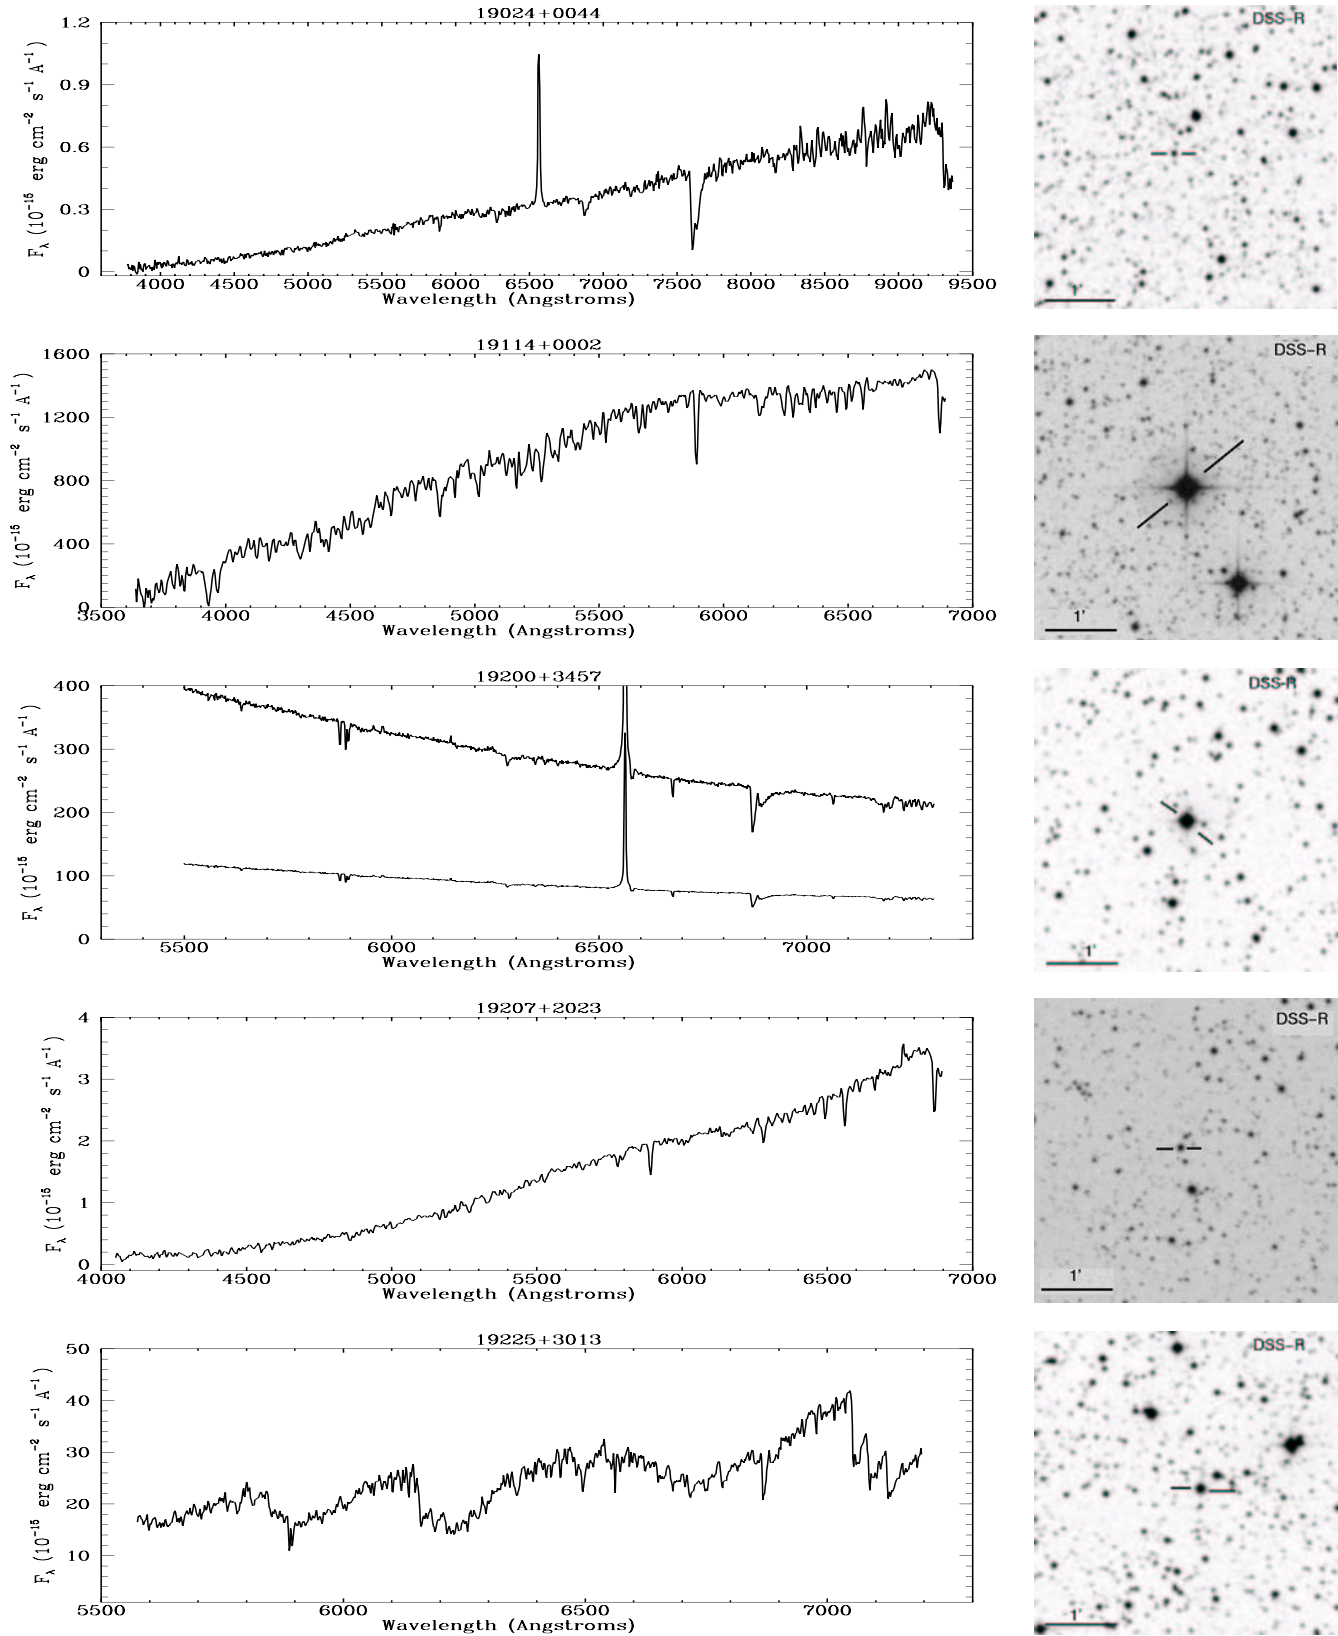 19024+0044
DSS-R
1.2
0.9
0.6
0.3
0
F_λ (10^-15 erg cm^-2 s^-1 A^-1)
4000 4500 5000 5500 6000 6500 7000 7500 8000 8500 9000 9500
Wavelength (Angstroms)
1'
19114+0002
DSS-R
1600
1200
800
400
0
F_λ (10^-15 erg cm^-2 s^-1 A^-1)
3500 4000 4500 5000 5500 6000 6500 7000
Wavelength (Angstroms)
1'
19200+3457
DSS-R
400
300
200
100
0
F_λ (10^-15 erg cm^-2 s^-1 A^-1)
5500 6000 6500 7000
Wavelength (Angstroms)
1'
19207+2023
DSS-R
4
3
2
1
0
F_λ (10^-15 erg cm^-2 s^-1 A^-1)
4000 4500 5000 5500 6000 6500 7000
Wavelength (Angstroms)
1'
19225+3013
DSS-R
50
40
30
20
10
F_λ (10^-15 erg cm^-2 s^-1 A^-1)
5500 6000 6500 7000
Wavelength (Angstroms)
1'